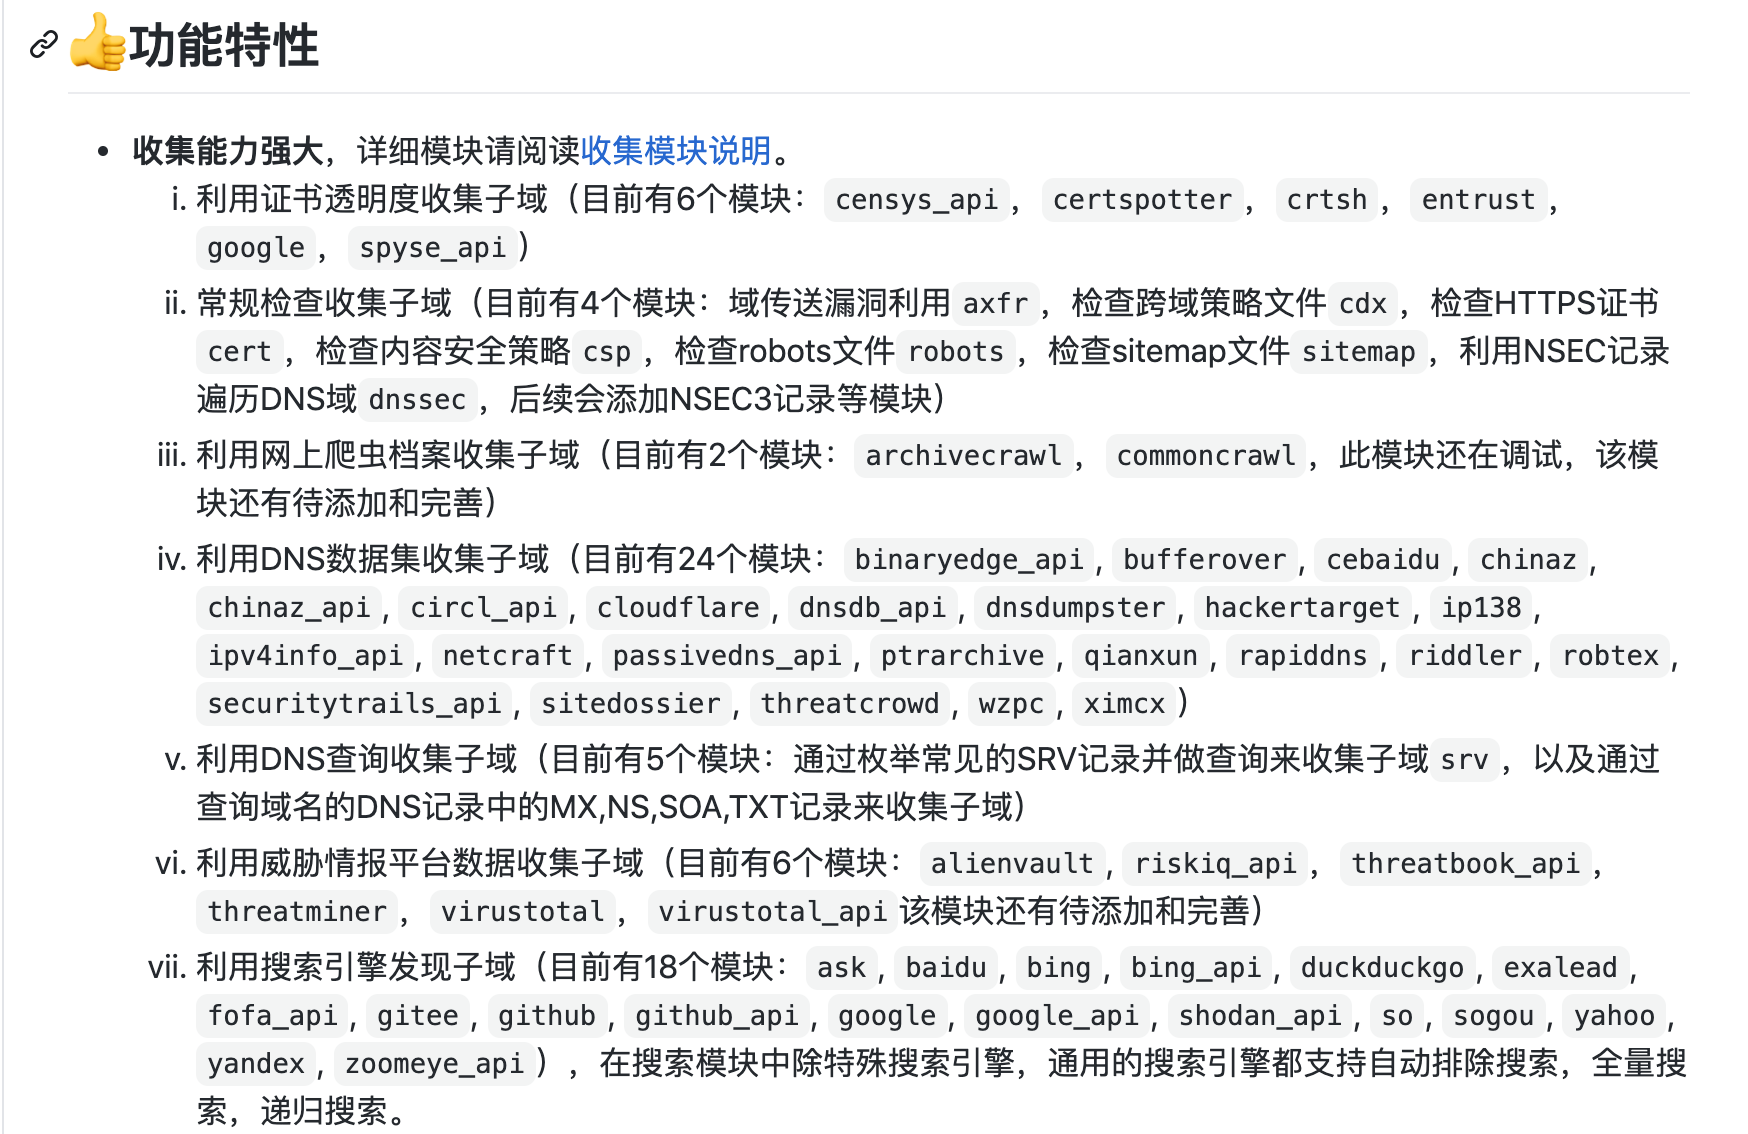 👍功能特性
• 收集能力强大，详细模块请阅读收集模块说明。
i. 利用证书透明度收集子域（目前有6个模块：censys_api，certspotter，crtsh，entrust，
google，spyse_api）
ii. 常规检查收集子域（目前有4个模块：域传送漏洞利用axfr，检查跨域策略文件cdx，检查HTTPS证书
cert，检查内容安全策略csp，检查robots文件robots，检查sitemap文件sitemap，利用NSEC记录
遍历DNS域dnssec，后续会添加NSEC3记录等模块）
iii. 利用网上爬虫档案收集子域（目前有2个模块：archivecrawl，commoncrawl，此模块还在调试，该模
块还有待添加和完善）
iv. 利用DNS数据集收集子域（目前有24个模块：binaryedge_api, bufferover, cebaidu, chinaz,
chinaz_api, circl_api, cloudflare, dnsdb_api, dnsdumpster, hackertarget, ip138,
ipv4info_api, netcraft, passivedns_api, ptrarchive, qianxun, rapiddns, riddler, robtex,
securitytrails_api, sitedossier, threatcrowd, wzpc, ximcx）
v. 利用DNS查询收集子域（目前有5个模块：通过枚举常见的SRV记录并做查询来收集子域srv，以及通过
查询域名的DNS记录中的MX,NS,SOA,TXT记录来收集子域）
vi. 利用威胁情报平台数据收集子域（目前有6个模块：alienvault, riskiq_api，threatbook_api，
threatminer，virustotal，virustotal_api该模块还有待添加和完善）
vii. 利用搜索引擎发现子域（目前有18个模块：ask, baidu, bing, bing_api, duckduckgo, exalead,
fofa_api, gitee, github, github_api, google, google_api, shodan_api, so, sogou, yahoo,
yandex, zoomeye_api），在搜索模块中除特殊搜索引擎，通用的搜索引擎都支持自动排除搜索，全量搜
索，递归搜索。